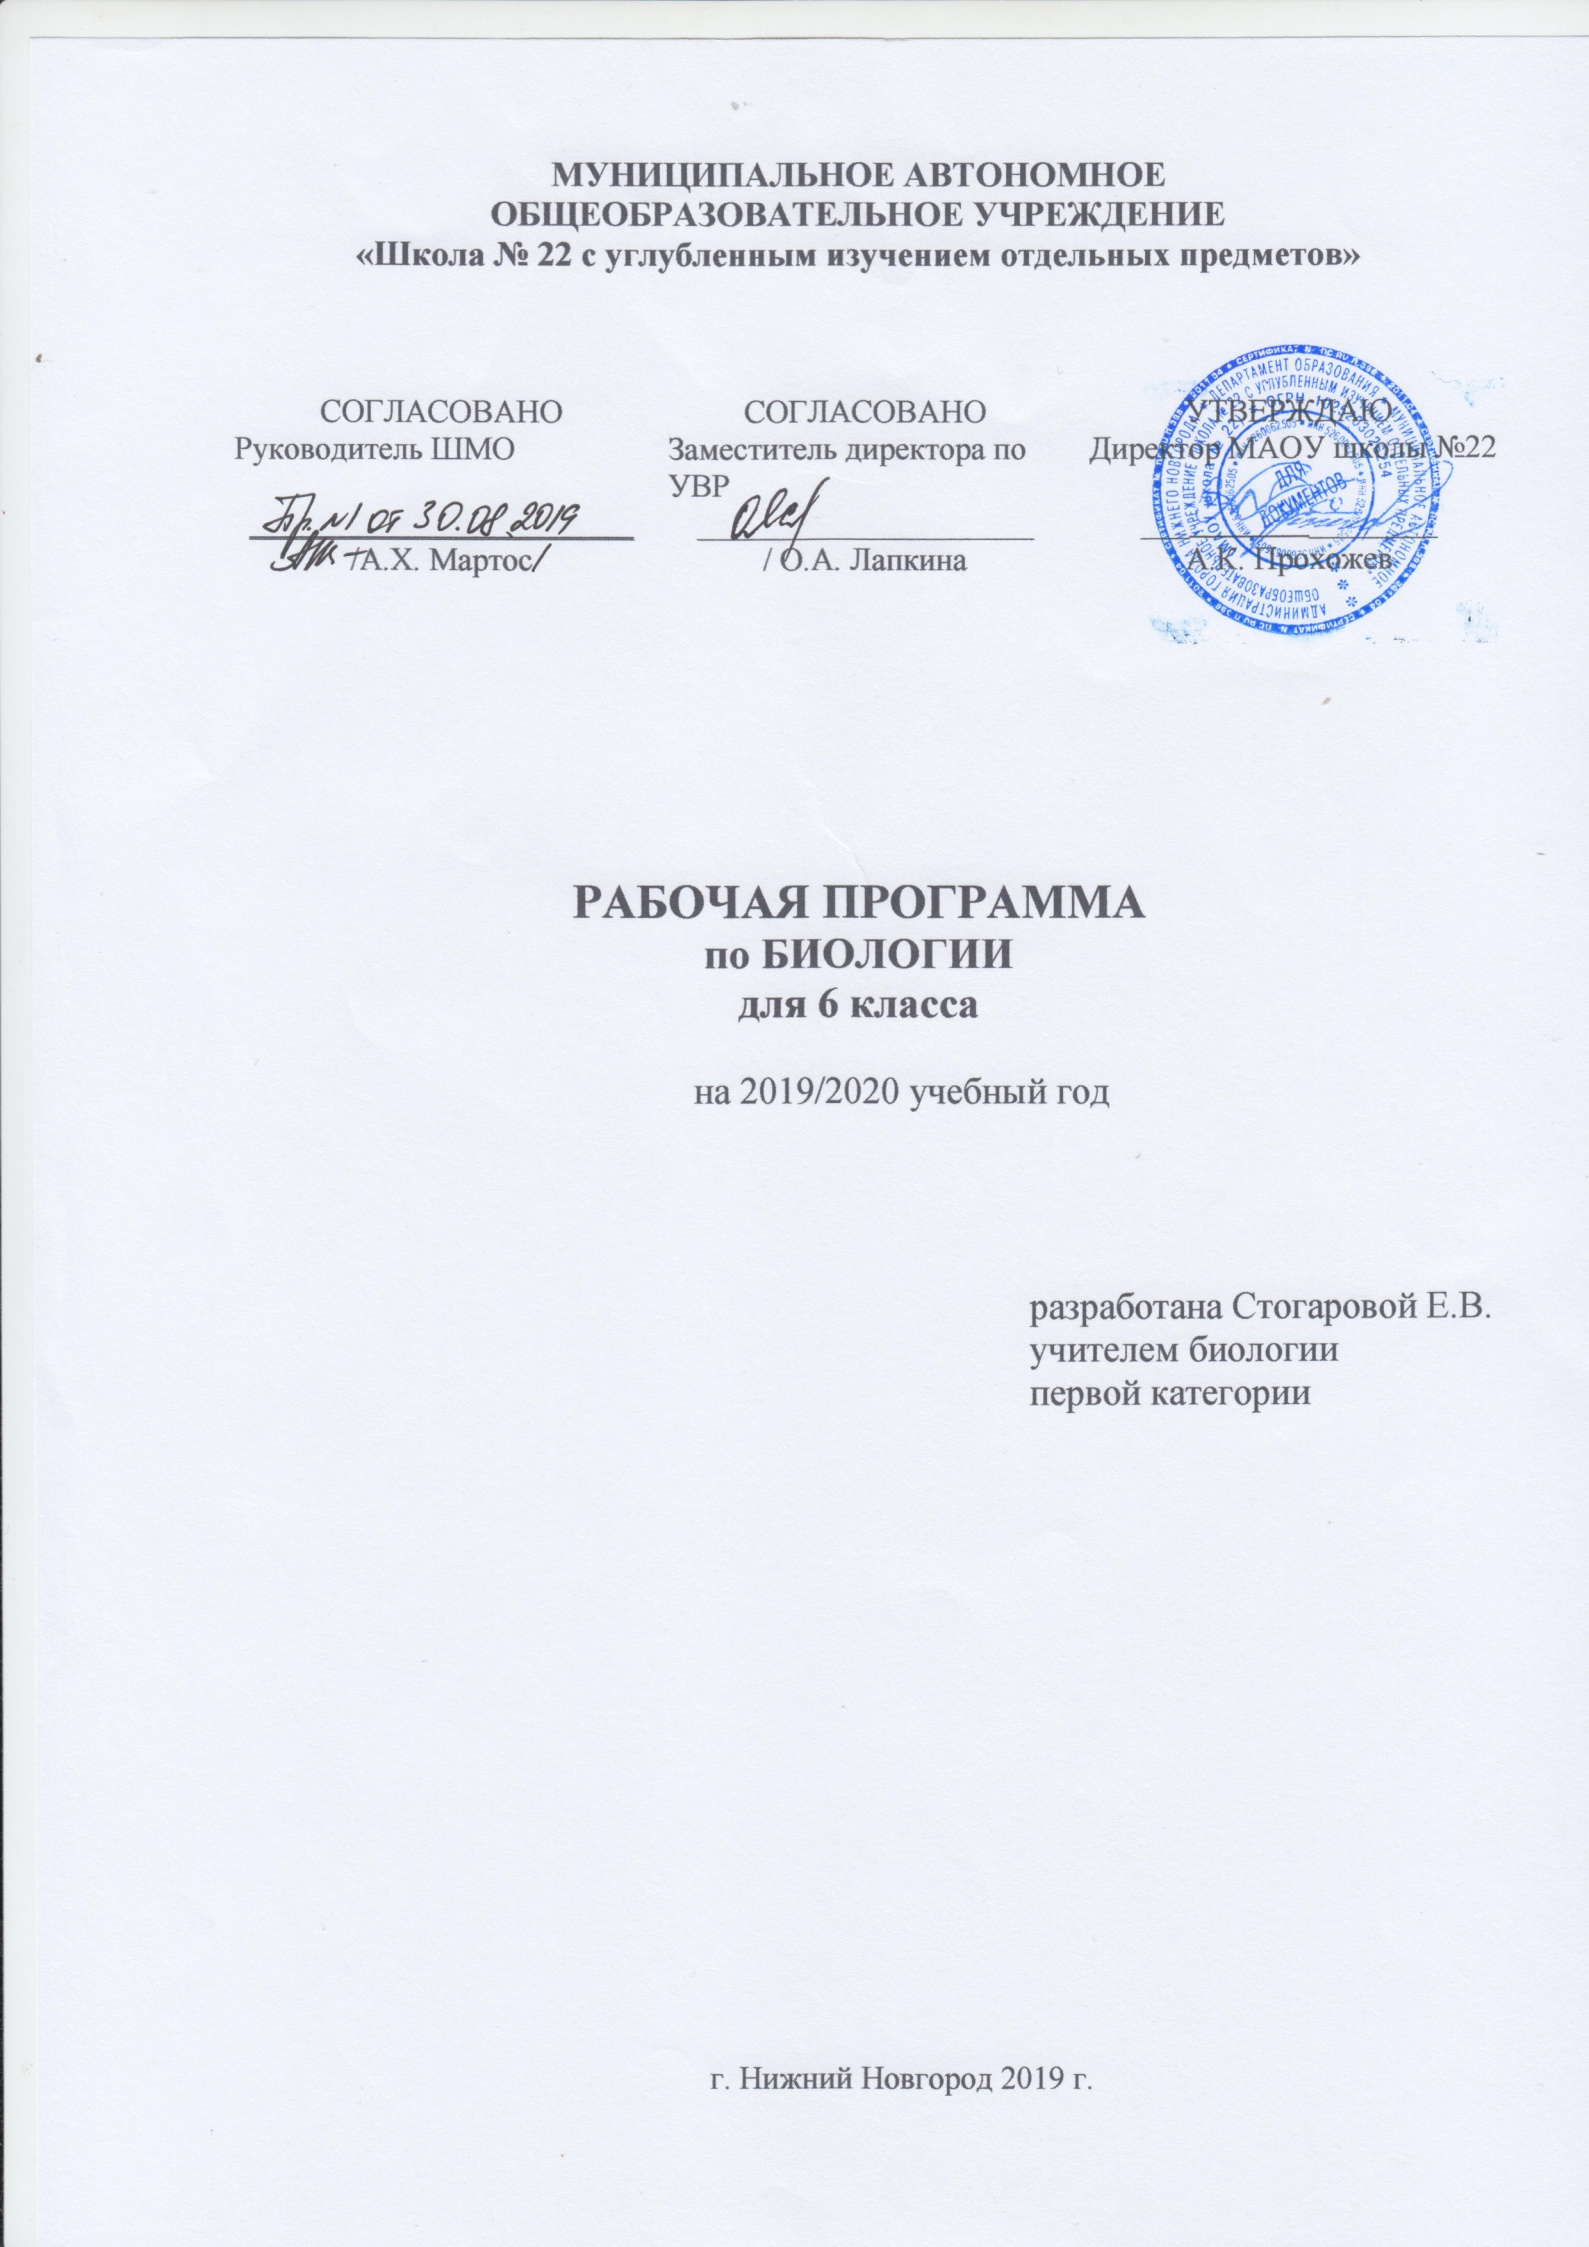 МУНИЦИПАЛЬНОЕ АВТОНОМНОЕ
ОБЩЕОБРАЗОВАТЕЛЬНОЕ УЧРЕЖДЕНИЕ
«Школа № 22 с углубленным изучением отдельных предметов»
СОГЛАСОВАНО
Руководитель ШМО
Пр. №1 от 30.08.2019
/А.Х. Мартос/
СОГЛАСОВАНО
Заместитель директора по
УВР
/ О.А. Лапкина
УТВЕРЖДАЮ
Директор МАОУ школы №22
А.К. Прохожев
ДЛЯ
ДОКУМЕНТОВ
РАБОЧАЯ ПРОГРАММА
по БИОЛОГИИ
для 6 класса
на 2019/2020 учебный год
разработана Стогаровой Е.В.
учителем биологии
первой категории
г. Нижний Новгород 2019 г.